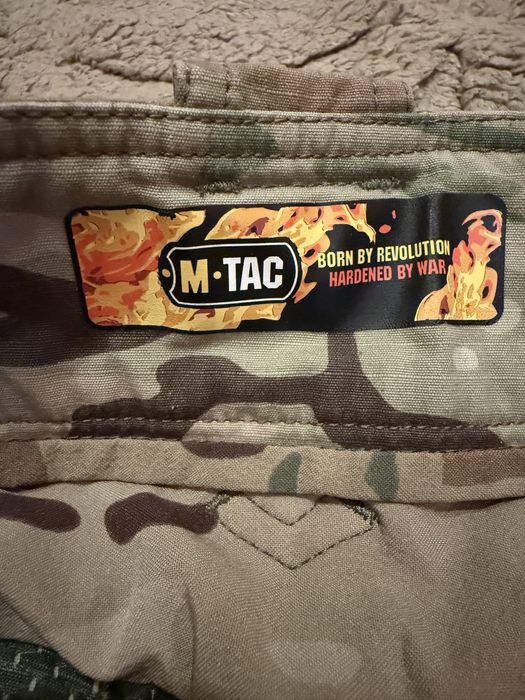 M·TAC
BORN BY REVOLUTION
HARDENED BY WAR